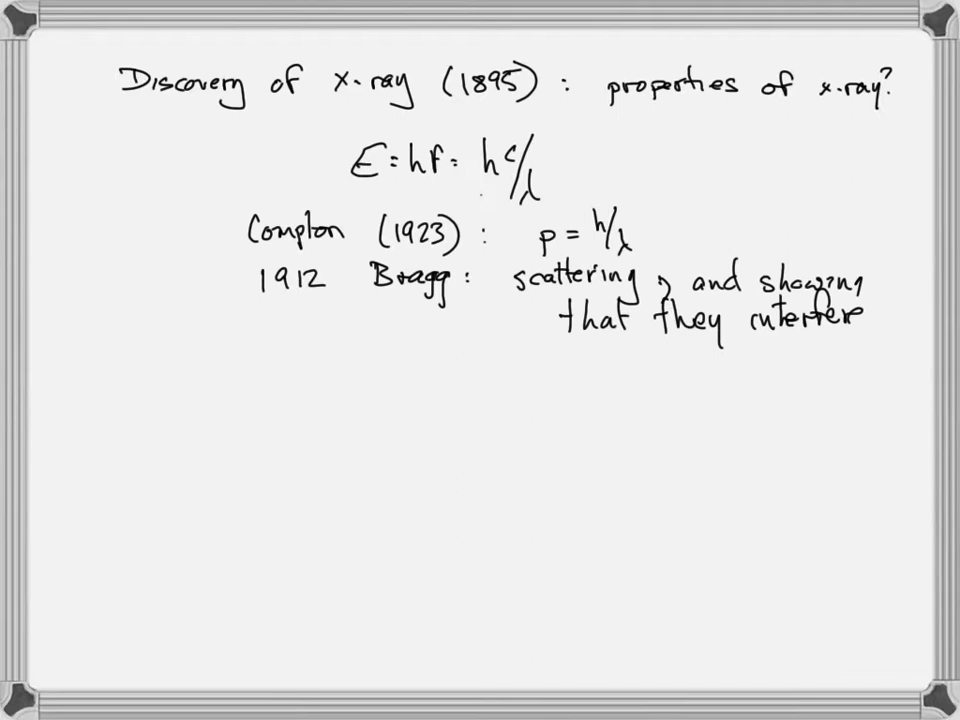 Discovery of x-ray (1895) : properties of x-ray?
E = hf = hc/λ
Compton (1923) : p = h/λ
1912 Bragg : scattering, and showing
that they interfere